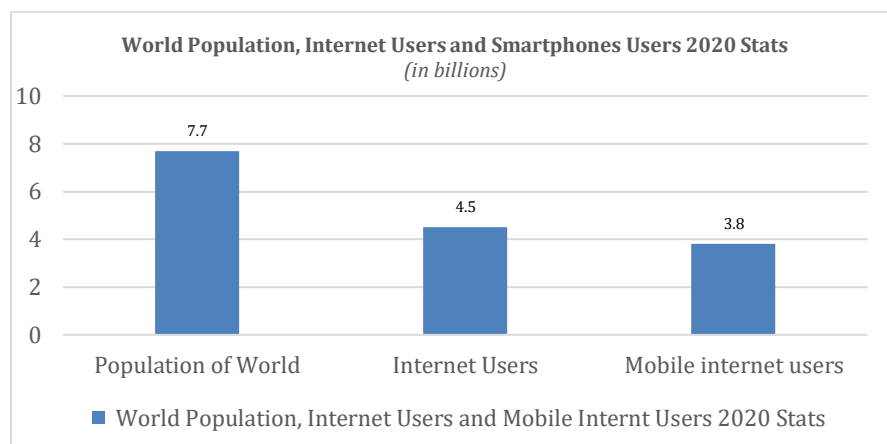 World Population, Internet Users and Smartphones Users 2020 Stats
(in billions)
10
8
6
4
2
0
7.7
4.5
3.8
Population of World
Internet Users
Mobile internet users
World Population, Internet Users and Mobile Internt Users 2020 Stats